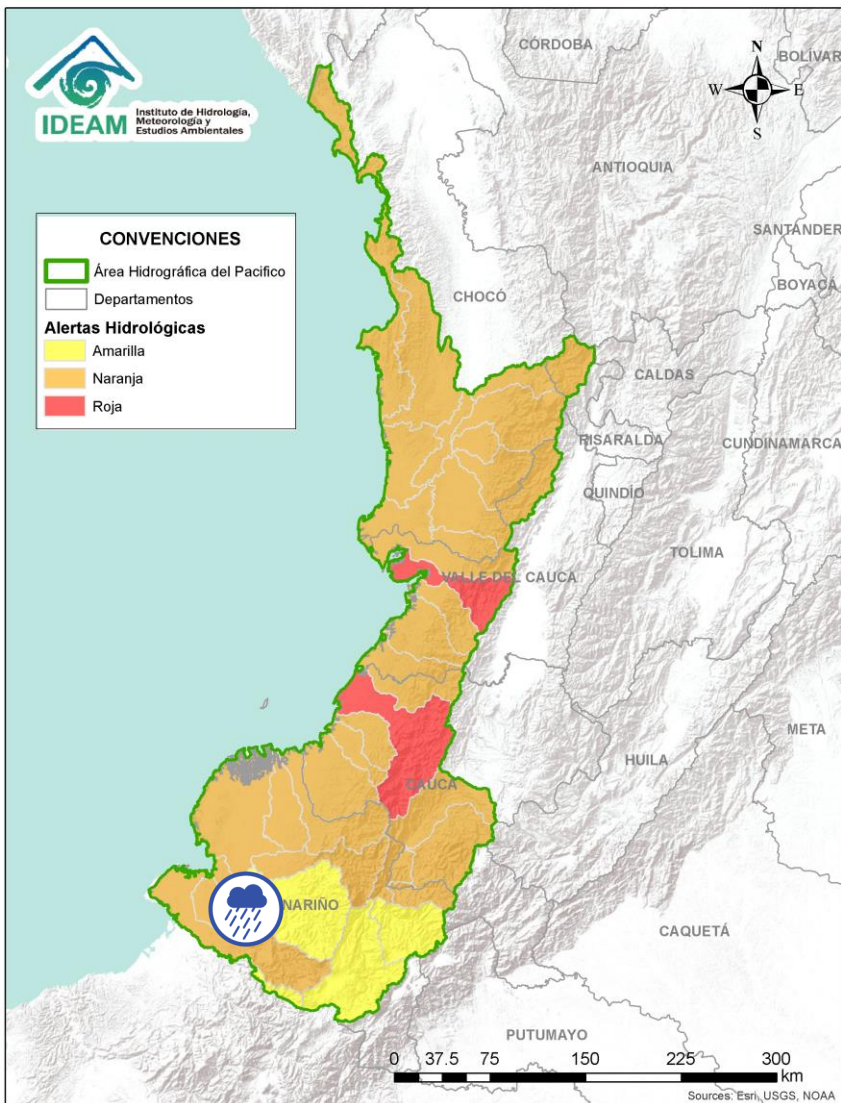 IDEAM
Instituto de Hidrología,
Meteorología y
Estudios Ambientales
CÓRDOBA
BOLÍVAR
N
W
E
S
ANTIOQUIA
SANTANDER
BOYACÁ
CONVENCIONES
Área Hidrográfica del Pacifico
Departamentos
Alertas Hidrológicas
Amarilla
Naranja
Roja
CHOCÓ
CALDAS
RISARALDA
CUNDINAMARCA
QUINDÍO
TOLIMA
VALLE DEL CAUCA
META
HUILA
CAUCA
NARIÑO
CAQUETÁ
PUTUMAYO
0 37.5 75 150 225 300
km
Sources: Esri, USGS, NOAA